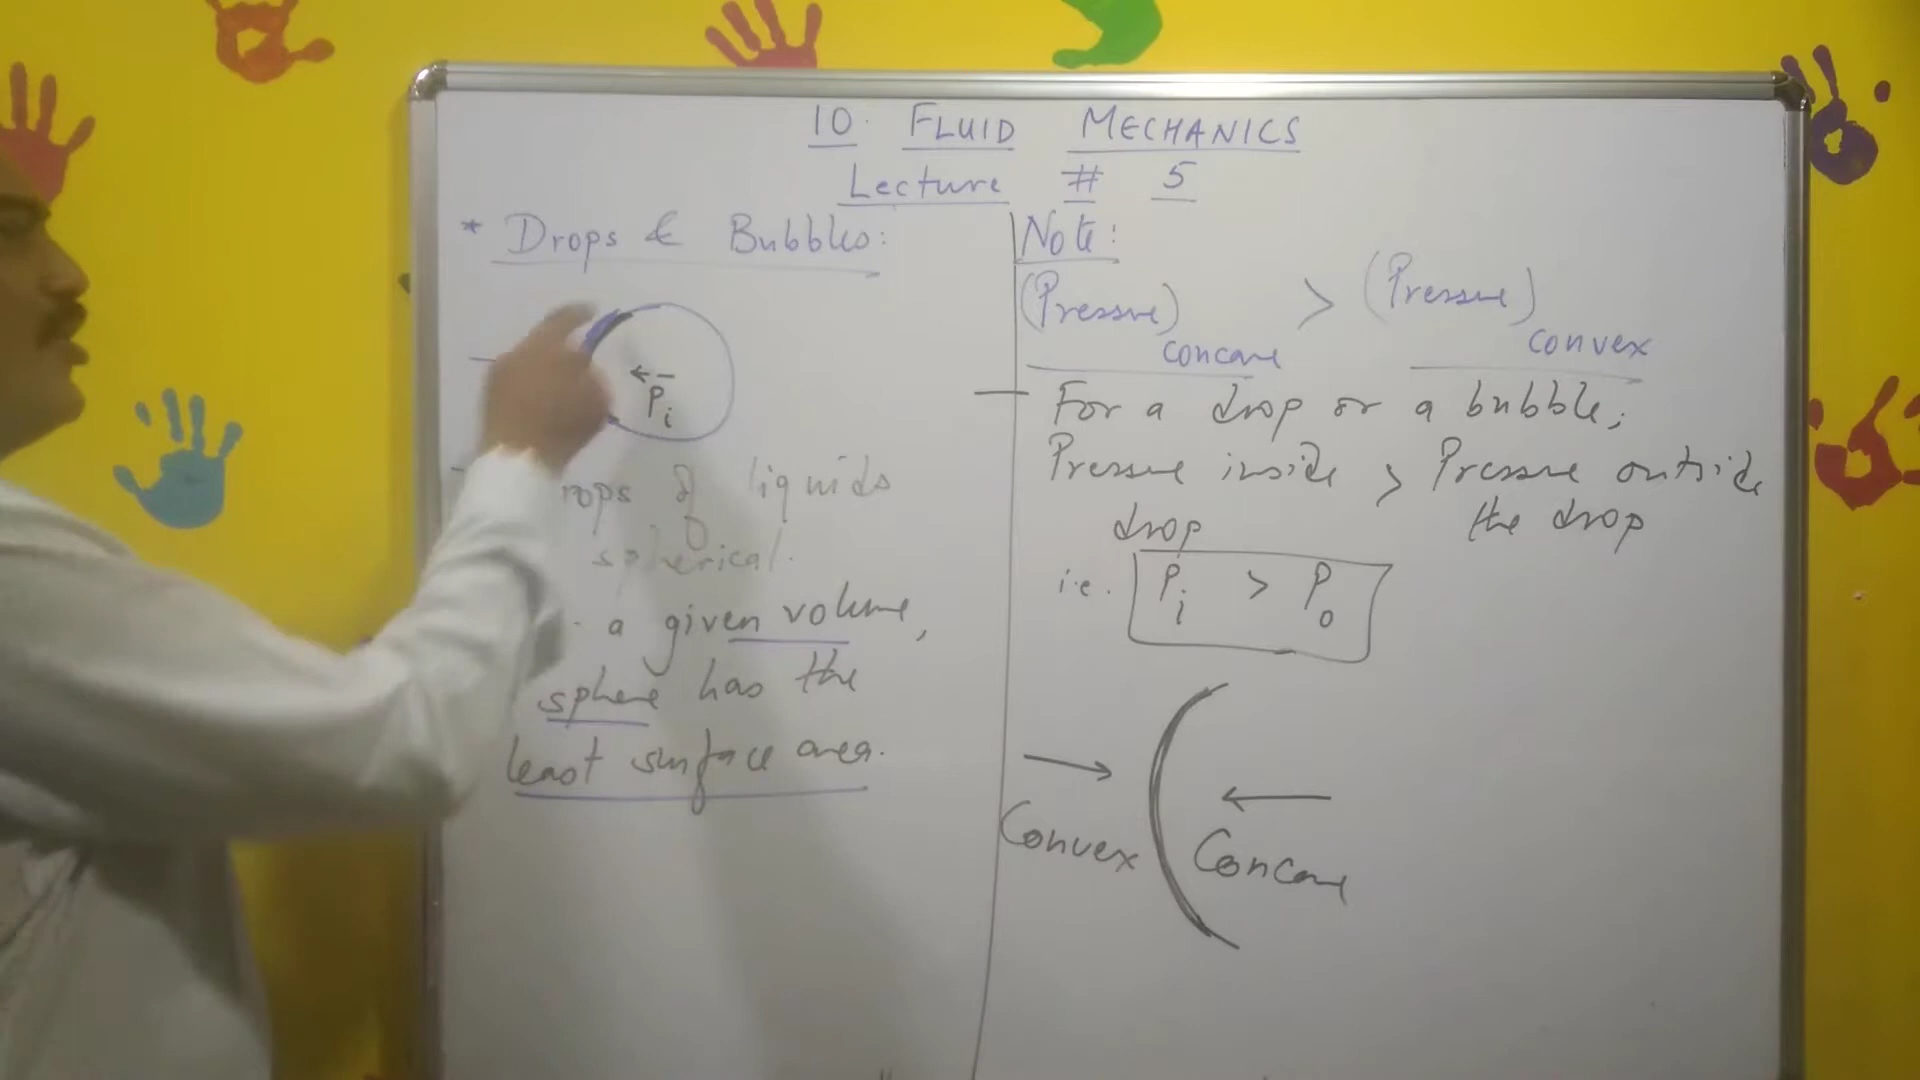 10. FLUID MECHANICS
Lecture # 5
* Drops & Bubbles:
Pi
rops of liquids
spherical.
a given volume,
sphere has the
least surface area.
Note:
(Pressure) concave > (Pressure) convex
For a drop or a bubble;
Pressure inside > Pressure outside
drop the drop
i.e. Pi > Po
Convex Concave